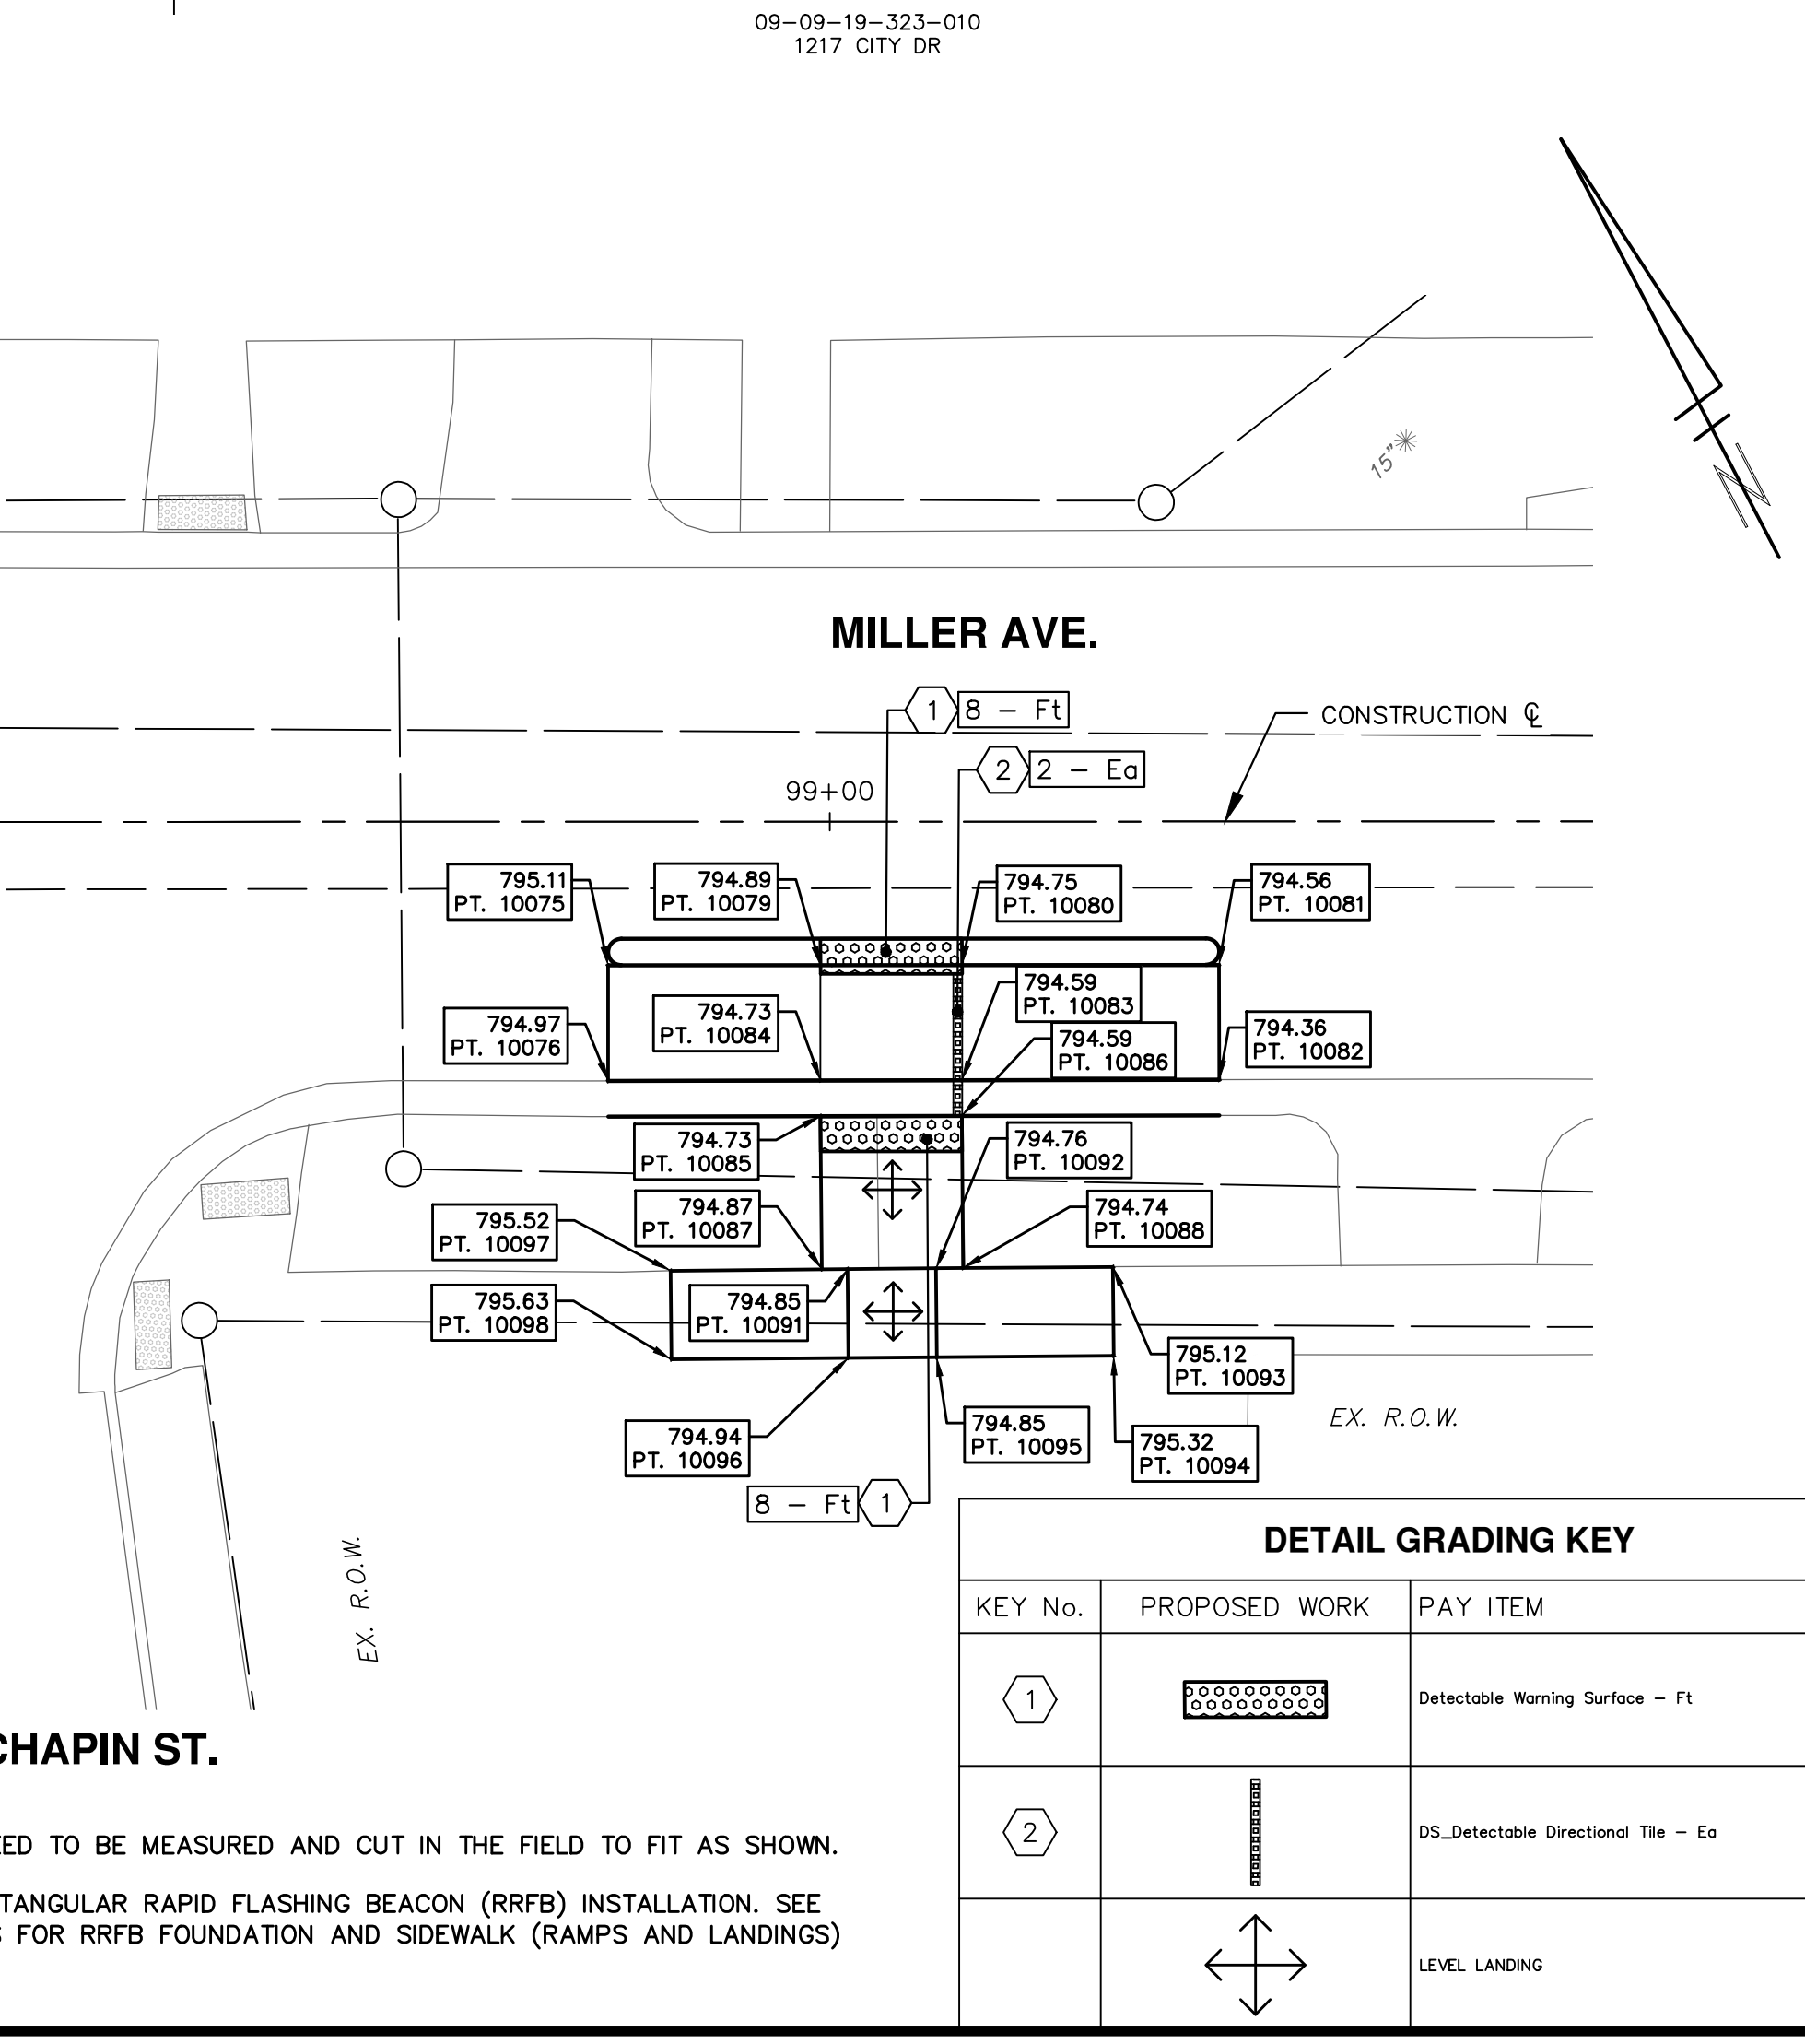 09-09-19-323-010
1217 CITY DR
15"
N
MILLER AVE.
1 8 - Ft
CONSTRUCTION ℄
2 2 - Ea
99+00
795.11
PT. 10075
794.89
PT. 10079
794.75
PT. 10080
794.56
PT. 10081
794.97
PT. 10076
794.73
PT. 10084
794.59
PT. 10083
794.59
PT. 10086
794.36
PT. 10082
794.73
PT. 10085
794.76
PT. 10092
794.87
PT. 10087
794.74
PT. 10088
795.52
PT. 10097
795.63
PT. 10098
794.85
PT. 10091
795.12
PT. 10093
794.94
PT. 10096
794.85
PT. 10095
795.32
PT. 10094
EX. R.O.W.
8 - Ft 1
EX. R.O.W.
DETAIL GRADING KEY
KEY No. PROPOSED WORK PAY ITEM
1 Detectable Warning Surface - Ft
2 DS_Detectable Directional Tile - Ea
LEVEL LANDING
CHAPIN ST.
EED TO BE MEASURED AND CUT IN THE FIELD TO FIT AS SHOWN.
TANGULAR RAPID FLASHING BEACON (RRFB) INSTALLATION. SEE
S FOR RRFB FOUNDATION AND SIDEWALK (RAMPS AND LANDINGS)